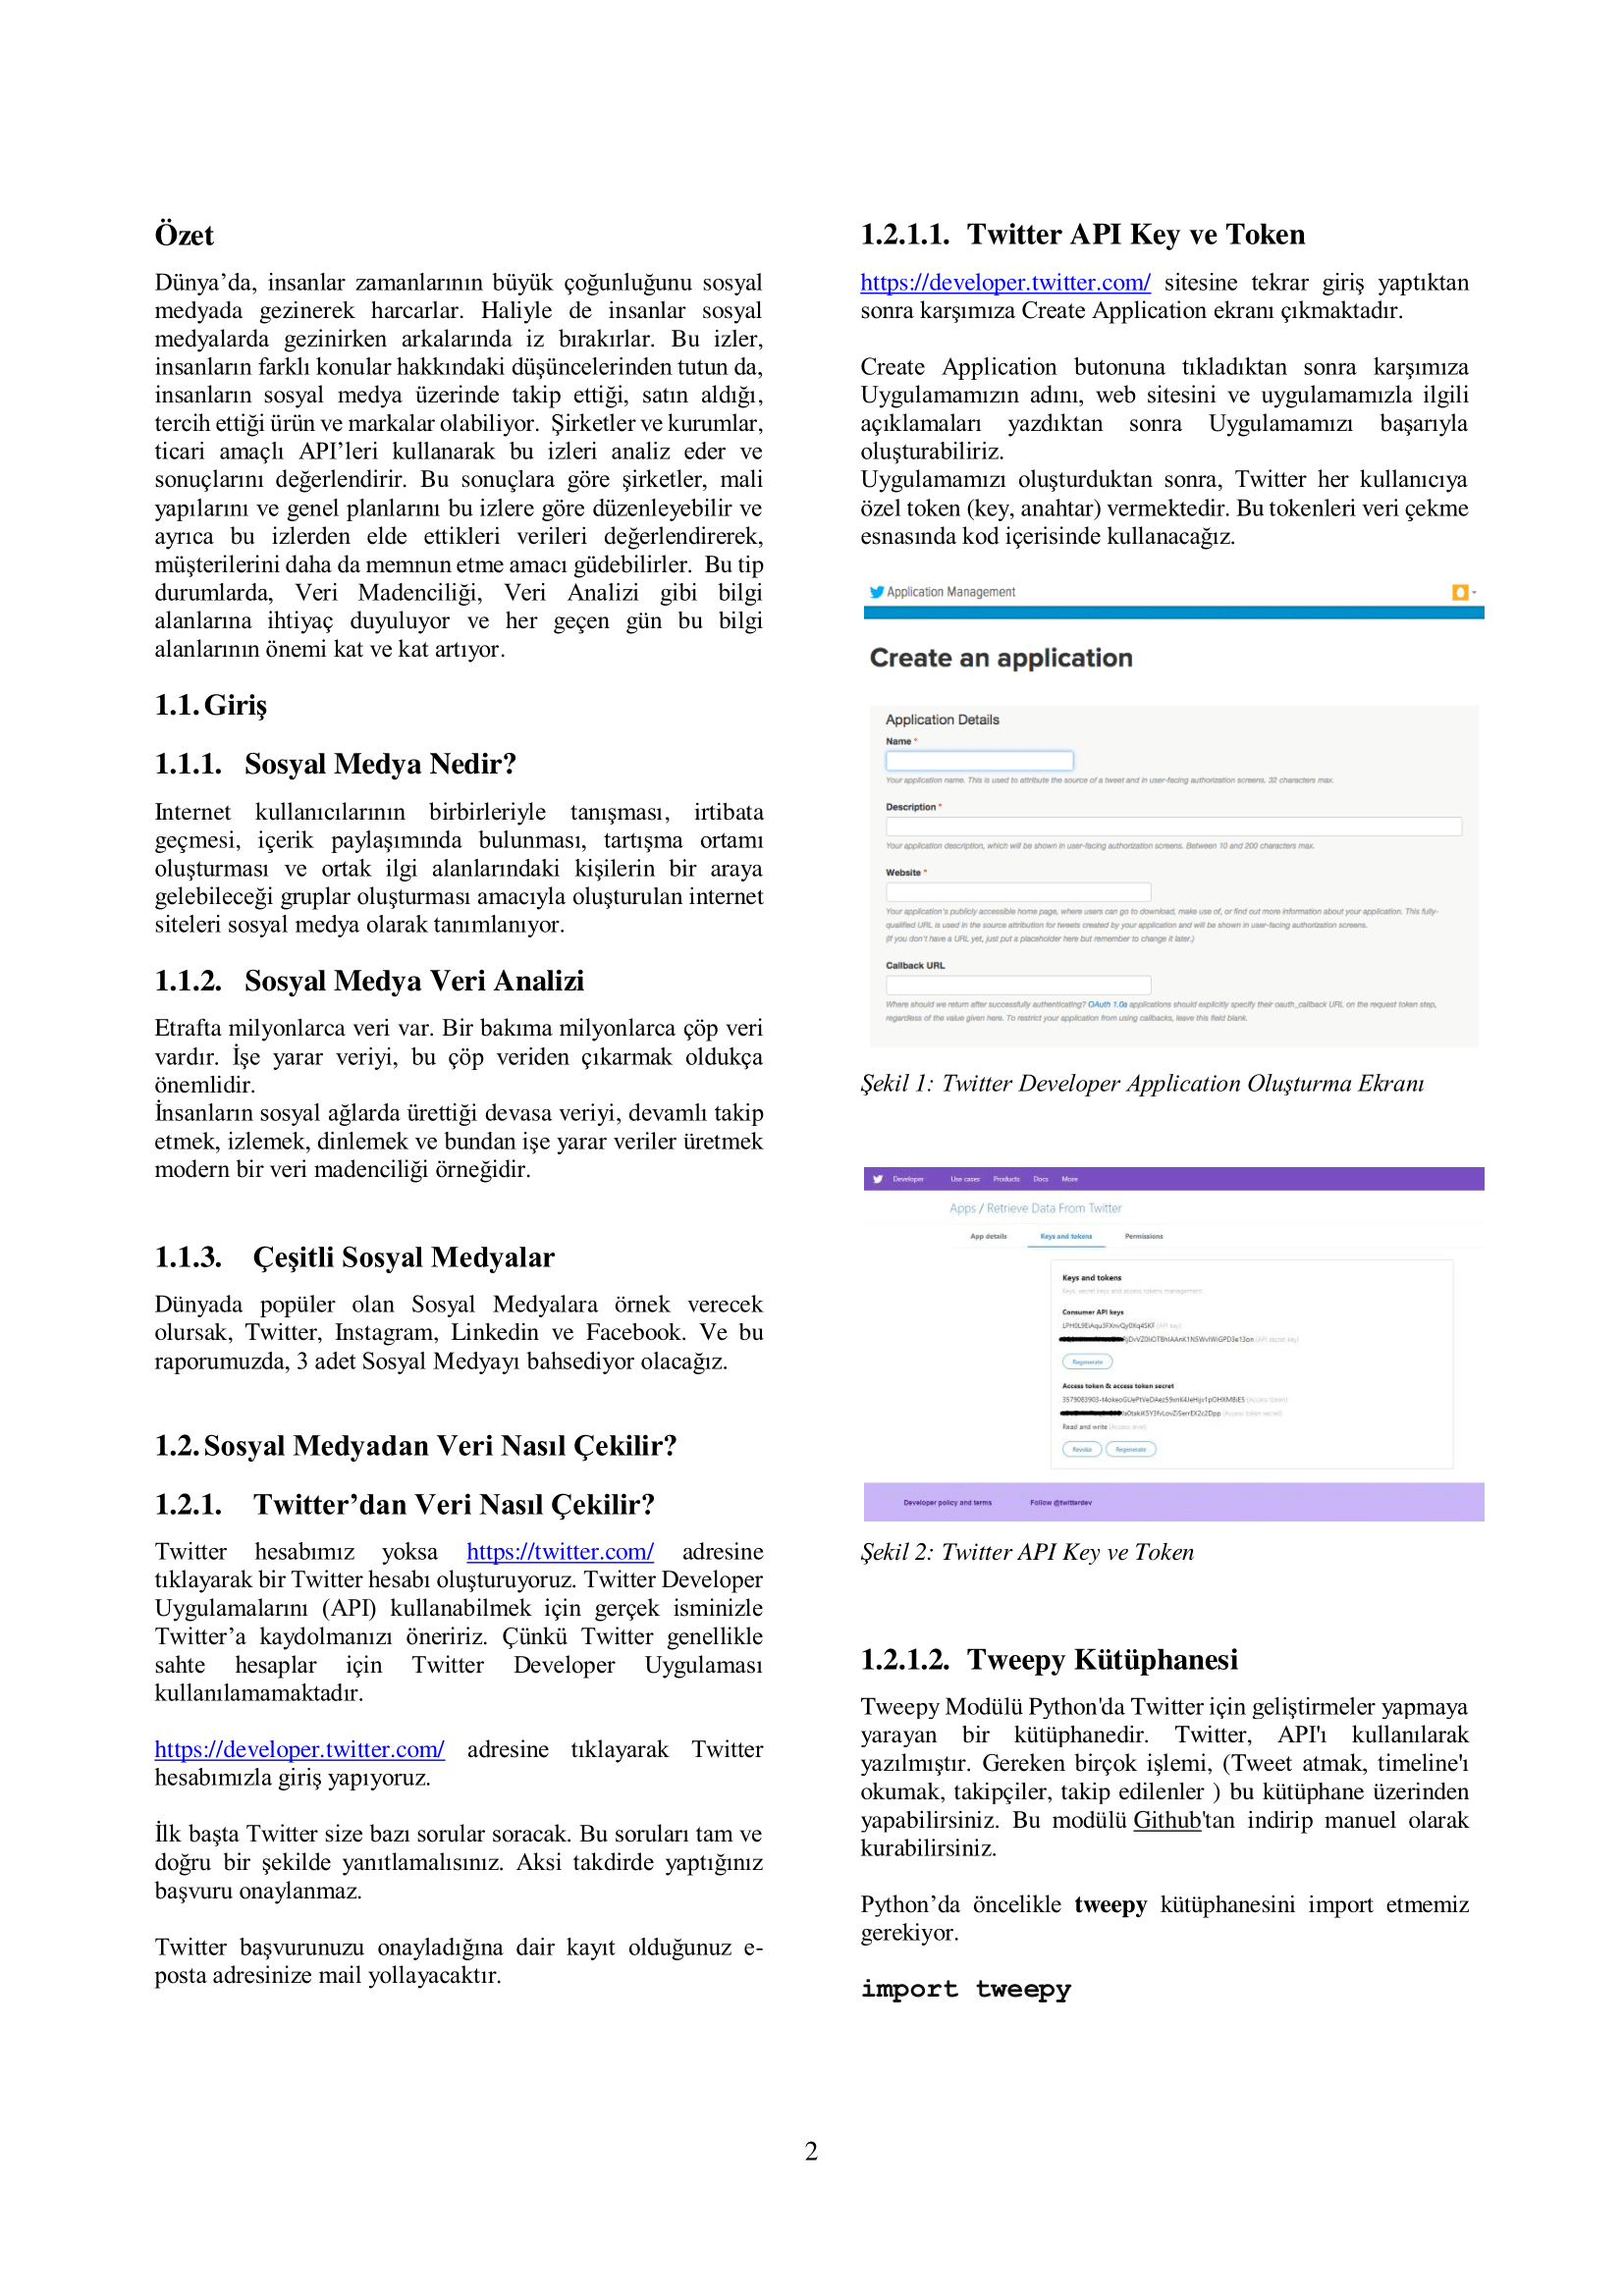 Özet
Dünya’da, insanlar zamanlarının büyük çoğunluğunu sosyal
medyada gezinerek harcarlar. Haliyle de insanlar sosyal
medyalarda gezinirken arkalarında iz bırakırlar. Bu izler,
insanların farklı konular hakkındaki düşüncelerinden tutun da,
insanların sosyal medya üzerinde takip ettiği, satın aldığı,
tercih ettiği ürün ve markalar olabiliyor. Şirketler ve kurumlar,
ticari amaçlı API’leri kullanarak bu izleri analiz eder ve
sonuçlarını değerlendirir. Bu sonuçlara göre şirketler, mali
yapılarını ve genel planlarını bu izlere göre düzenleyebilir ve
ayrıca bu izlerden elde ettikleri verileri değerlendirerek,
müşterilerini daha da memnun etme amacı güdebilirler. Bu tip
durumlarda, Veri Madenciliği, Veri Analizi gibi bilgi
alanlarına ihtiyaç duyuluyor ve her geçen gün bu bilgi
alanlarının önemi kat ve kat artıyor.
1.1. Giriş
1.1.1. Sosyal Medya Nedir?
Internet kullanıcılarının birbirleriyle tanışması, irtibata
geçmesi, içerik paylaşımında bulunması, tartışma ortamı
oluşturması ve ortak ilgi alanlarındaki kişilerin bir araya
gelebileceği gruplar oluşturması amacıyla oluşturulan internet
siteleri sosyal medya olarak tanımlanıyor.
1.1.2. Sosyal Medya Veri Analizi
Etrafta milyonlarca veri var. Bir bakıma milyonlarca çöp veri
vardır. İşe yarar veriyi, bu çöp veriden çıkarmak oldukça
önemlidir.
İnsanların sosyal ağlarda ürettiği devasa veriyi, devamlı takip
etmek, izlemek, dinlemek ve bundan işe yarar veriler üretmek
modern bir veri madenciliği örneğidir.
1.1.3. Çeşitli Sosyal Medyalar
Dünyada popüler olan Sosyal Medyalara örnek verecek
olursak, Twitter, Instagram, Linkedin ve Facebook. Ve bu
raporumuzda, 3 adet Sosyal Medyayı bahsediyor olacağız.
1.2. Sosyal Medyadan Veri Nasıl Çekilir?
1.2.1. Twitter’dan Veri Nasıl Çekilir?
Twitter hesabımız yoksa https://twitter.com/ adresine
tıklayarak bir Twitter hesabı oluşturuyoruz. Twitter Developer
Uygulamalarını (API) kullanabilmek için gerçek isminizle
Twitter’a kaydolmanızı öneririz. Çünkü Twitter genellikle
sahte hesaplar için Twitter Developer Uygulaması
kullanılamamaktadır.
https://developer.twitter.com/ adresine tıklayarak Twitter
hesabımızla giriş yapıyoruz.
İlk başta Twitter size bazı sorular soracak. Bu soruları tam ve
doğru bir şekilde yanıtlamalısınız. Aksi takdirde yaptığınız
başvuru onaylanmaz.
Twitter başvurunuzu onayladığına dair kayıt olduğunuz e-
posta adresinize mail yollayacaktır.
1.2.1.1. Twitter API Key ve Token
https://developer.twitter.com/ sitesine tekrar giriş yaptıktan
sonra karşımıza Create Application ekranı çıkmaktadır.
Create Application butonuna tıkladıktan sonra karşımıza
Uygulamamızın adını, web sitesini ve uygulamamızla ilgili
açıklamaları yazdıktan sonra Uygulamamızı başarıyla
oluşturabiliriz.
Uygulamamızı oluşturduktan sonra, Twitter her kullanıcıya
özel token (key, anahtar) vermektedir. Bu tokenleri veri çekme
esnasında kod içerisinde kullanacağız.
Application Management
Create an application
Application Details
Name *
Your application name. This is used to attribute the source of a tweet and in user-facing authorization screens. 32 characters max.
Description *
Your application description, which will be shown in user-facing authorization screens. Between 10 and 200 characters max.
Website *
Your application's publicly accessible home page, where users can go to download, make use of, or find out more information about your application. This fully-
qualified URL is used in the source attribution for tweets created by your application and will be shown in user-facing authorization screens.
(If you don't have a URL yet, just put a placeholder here but remember to change it later.)
Callback URL
Where should we return after successfully authenticating? OAuth 1.0a applications should explicitly specify their oauth_callback URL on the request token step,
regardless of the value given here. To restrict your application from using callbacks, leave this field blank.
Şekil 1: Twitter Developer Application Oluşturma Ekranı
Developer Use cases Products Docs More
Apps / Retrieve Data From Twitter
App details Keys and tokens Permissions
Keys and tokens
Keys, secret keys and access tokens management.
Consumer API keys
(API key)
(API secret key)
Regenerate
Access token & access token secret
(Access token)
(Access token secret)
Read and write (Access level)
Revoke Regenerate
Developer policy and terms Follow @twitterdev
Şekil 2: Twitter API Key ve Token
1.2.1.2. Tweepy Kütüphanesi
Tweepy Modülü Python'da Twitter için geliştirmeler yapmaya
yarayan bir kütüphanedir. Twitter, API'ı kullanılarak
yazılmıştır. Gereken birçok işlemi, (Tweet atmak, timeline'ı
okumak, takipçiler, takip edilenler ) bu kütüphane üzerinden
yapabilirsiniz. Bu modülü Github'tan indirip manuel olarak
kurabilirsiniz.
Python’da öncelikle tweepy kütüphanesini import etmemiz
gerekiyor.
import tweepy
2